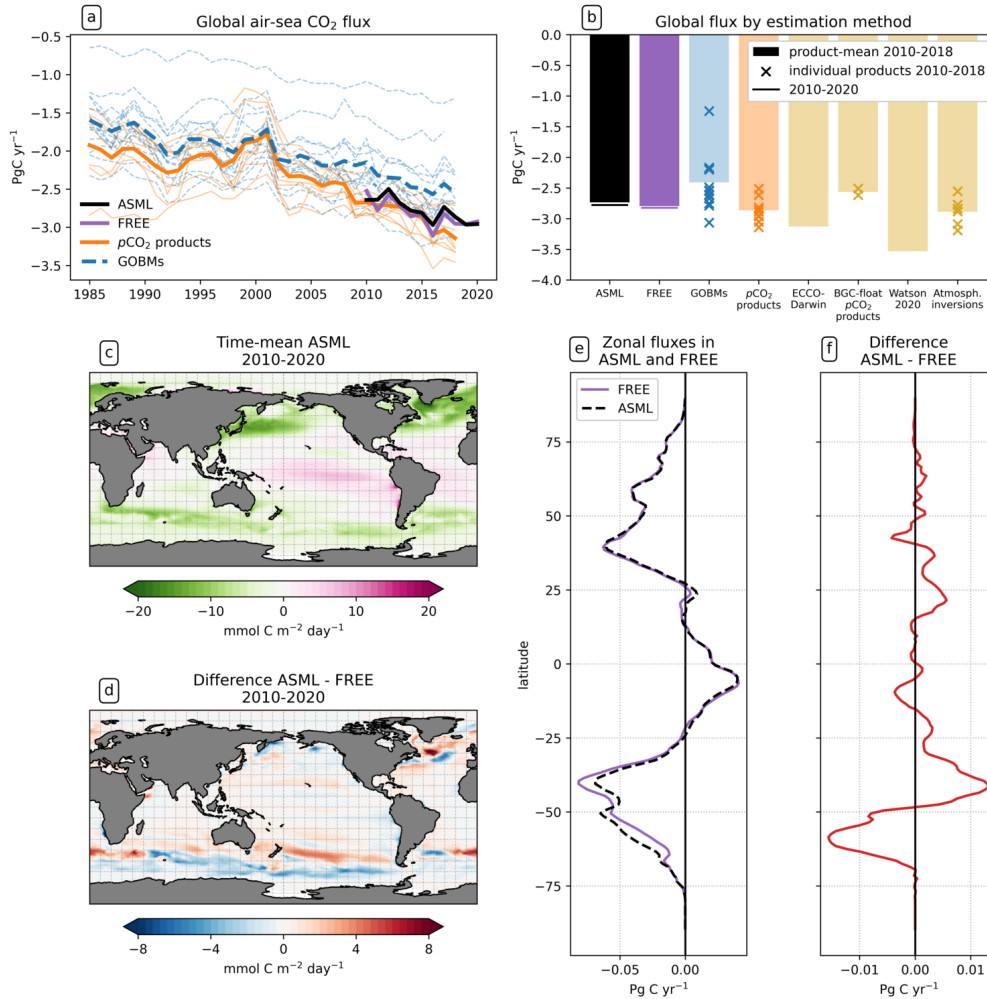 a
Global air-sea CO₂ flux
PgC yr⁻¹
−0.5
−1.0
−1.5
−2.0
−2.5
−3.0
−3.5
1985 1990 1995 2000 2005 2010 2015 2020
ASML
FREE
pCO₂ products
GOBMs
b
Global flux by estimation method
PgC yr⁻¹
0.0
−0.5
−1.0
−1.5
−2.0
−2.5
−3.0
−3.5
−4.0
product-mean 2010-2018
individual products 2010-2018
2010-2020
ASML
FREE
GOBMs
pCO₂
products
ECCO-
Darwin
BGC-float
pCO₂
products
Watson
2020
Atmosph.
inversions
c
Time-mean ASML
2010-2020
−20 −10 0 10 20
mmol C m⁻² day⁻¹
d
Difference ASML - FREE
2010-2020
−8 −4 0 4 8
mmol C m⁻² day⁻¹
e
Zonal fluxes in
ASML and FREE
FREE
ASML
latitude
75
50
25
0
−25
−50
−75
−0.05 0.00
Pg C yr⁻¹
f
Difference
ASML - FREE
−0.01 0.00 0.01
Pg C yr⁻¹